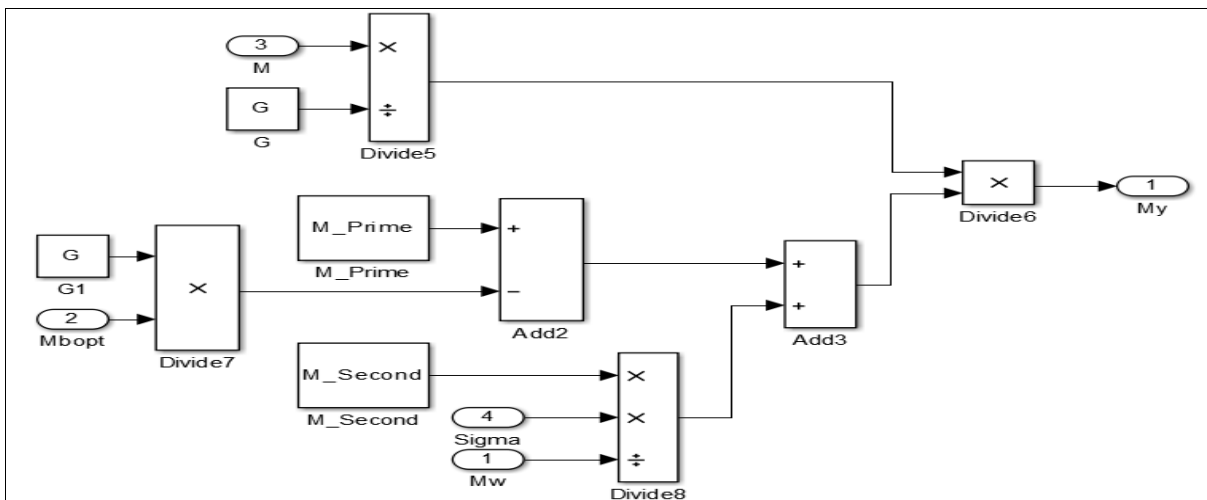 3
M
G
G
×
÷
Divide5
×
Divide6
1
My
G
G1
2
Mbopt
×
Divide7
M_Prime
M_Prime
+
−
Add2
+
+
Add3
M_Second
M_Second
4
Sigma
1
Mw
×
×
÷
Divide8